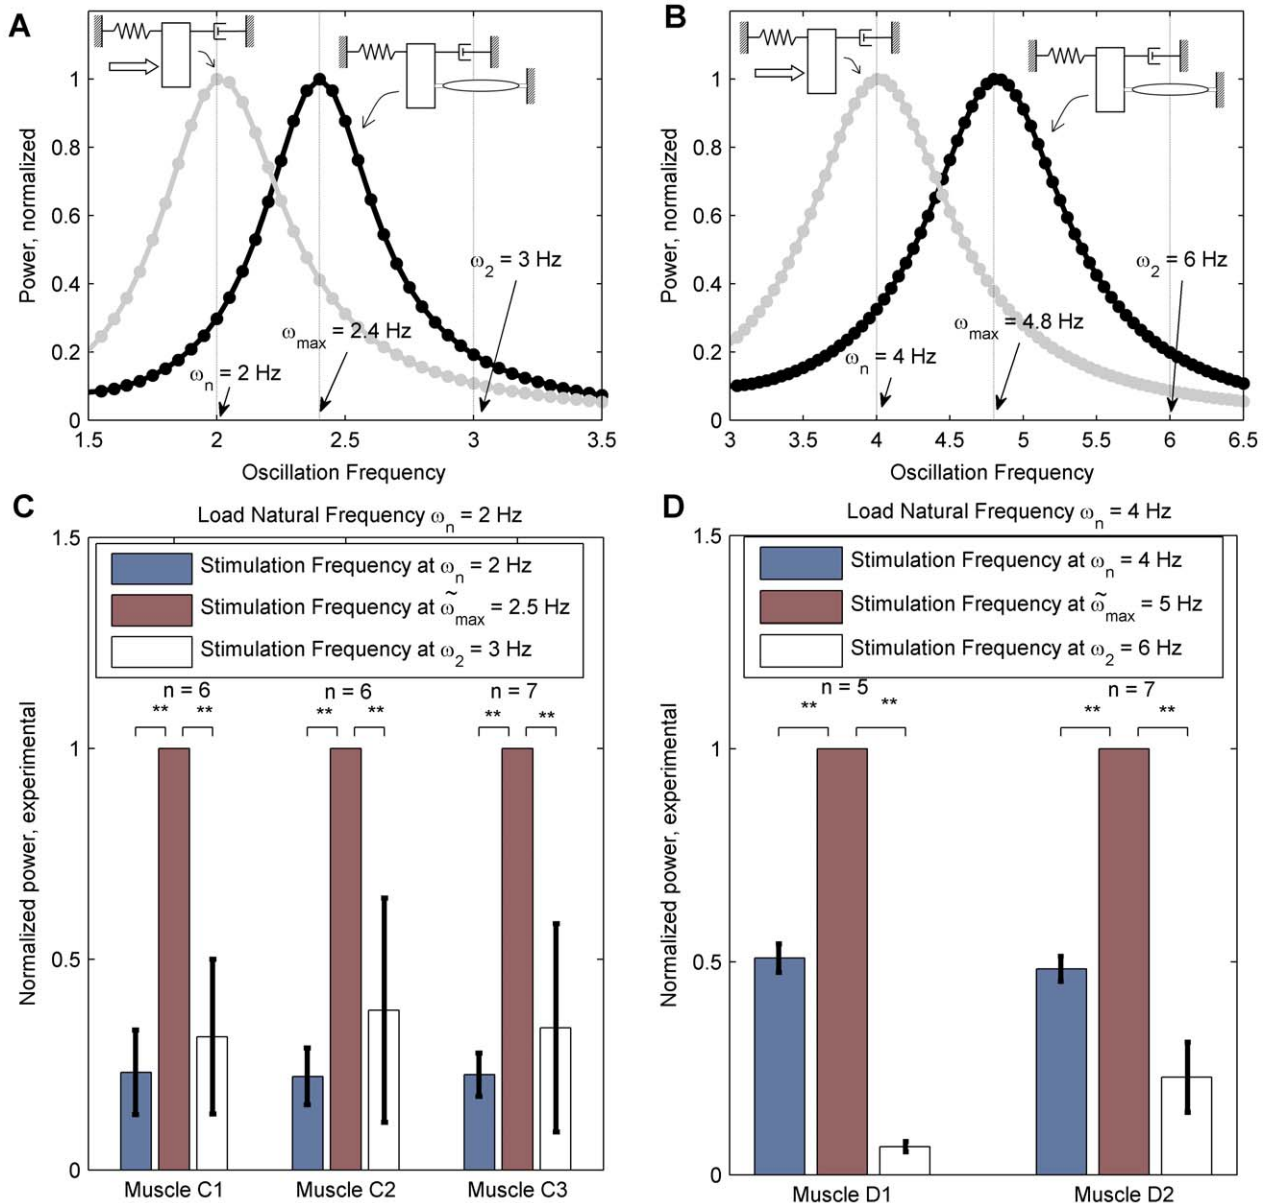 A
Power, normalized
1
0.8
0.6
0.4
0.2
0
1.5
2
2.5
3
3.5
Oscillation Frequency
ωn = 2 Hz
ωmax = 2.4 Hz
ω2 = 3 Hz
B
Power, normalized
1
0.8
0.6
0.4
0.2
0
3
3.5
4
4.5
5
5.5
6
6.5
Oscillation Frequency
ωn = 4 Hz
ωmax = 4.8 Hz
ω2 = 6 Hz
C
Load Natural Frequency ωn = 2 Hz
Stimulation Frequency at ωn = 2 Hz
Stimulation Frequency at ω̃max = 2.5 Hz
Stimulation Frequency at ω2 = 3 Hz
n = 6
n = 6
n = 7
** **
** **
** **
Normalized power, experimental
1.5
1
0.5
0
Muscle C1
Muscle C2
Muscle C3
D
Load Natural Frequency ωn = 4 Hz
Stimulation Frequency at ωn = 4 Hz
Stimulation Frequency at ω̃max = 5 Hz
Stimulation Frequency at ω2 = 6 Hz
n = 5
n = 7
** **
** **
Normalized power, experimental
1.5
1
0.5
0
Muscle D1
Muscle D2